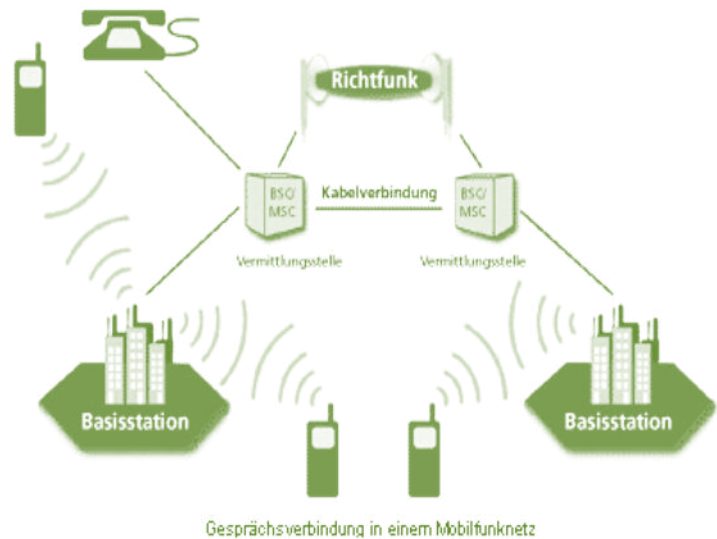 Richtfunk
BSC/
MSC
Kabelverbindung
BSC/
MSC
Vermittlungsstelle
Vermittlungsstelle
Basisstation
Basisstation
Gesprächsverbindung in einem Mobilfunknetz